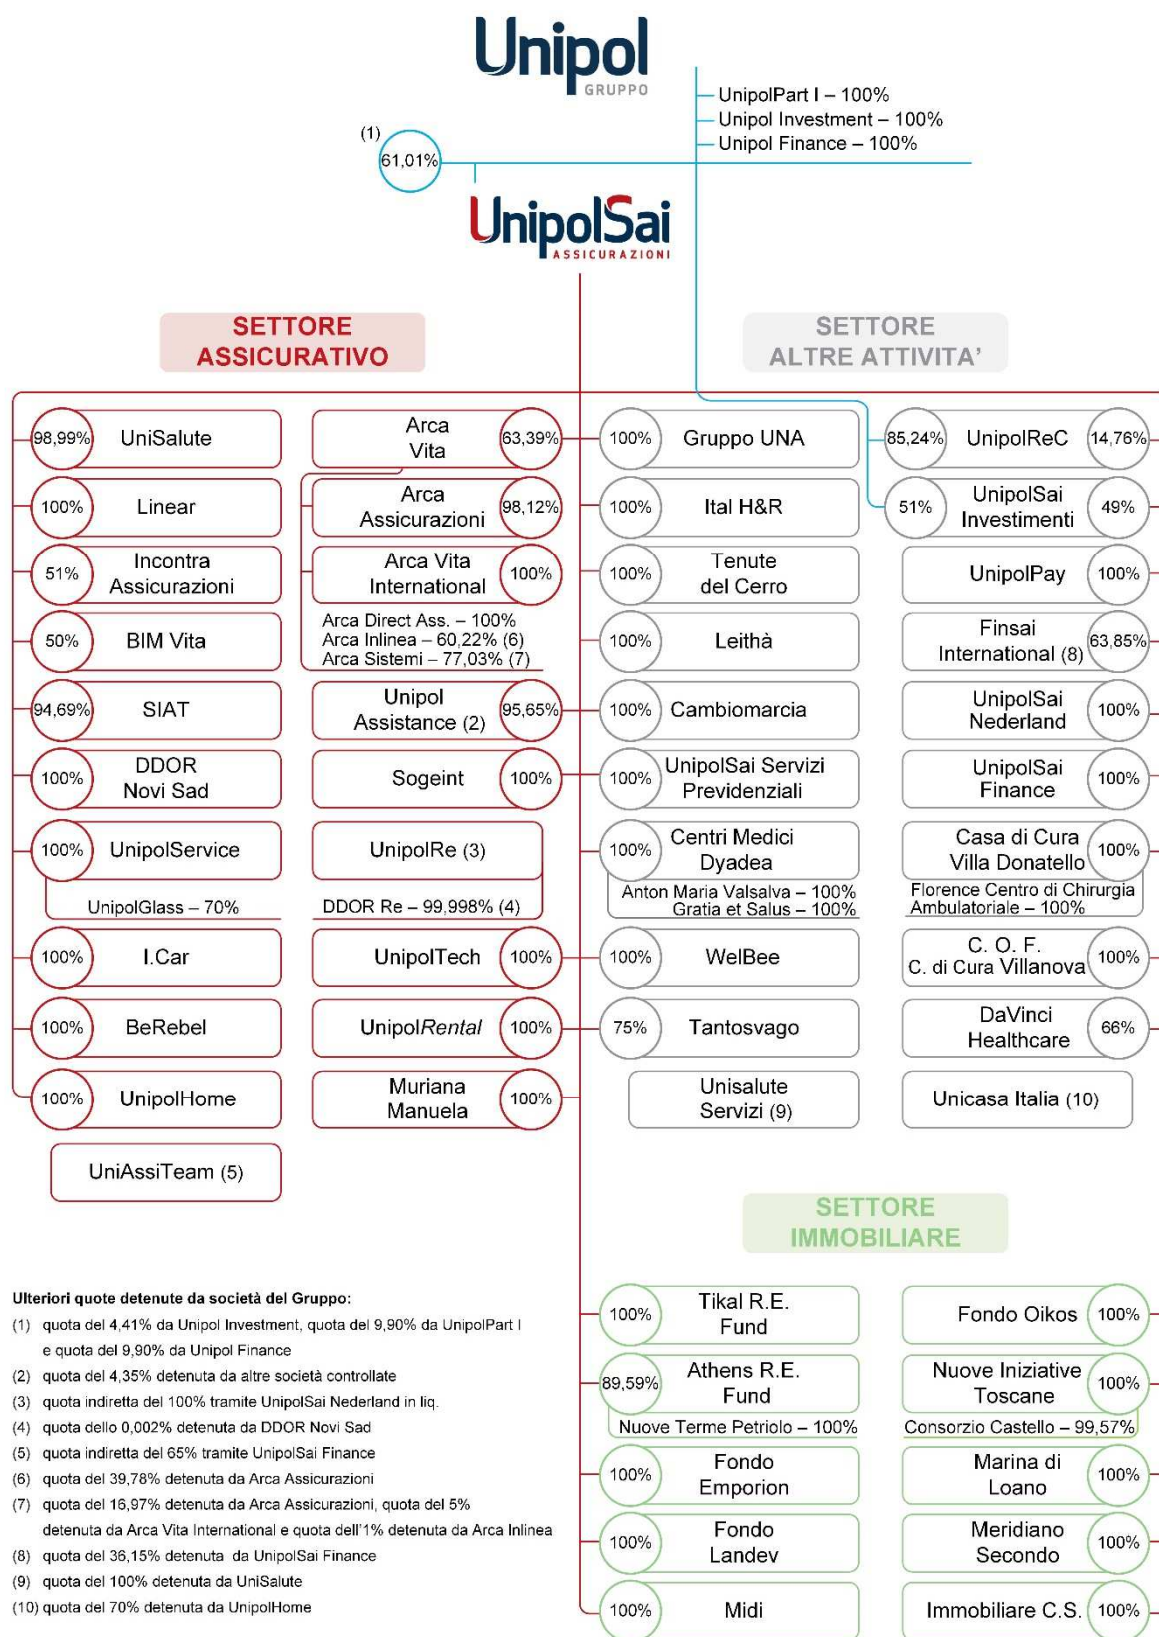 Unipol
GRUPPO
UnipolPart I – 100%
Unipol Investment – 100%
Unipol Finance – 100%
(1)
61,01%
UnipolSai
ASSICURAZIONI
SETTORE
ASSICURATIVO
98,99%
UniSalute
100%
Linear
51%
Incontra
Assicurazioni
50%
BIM Vita
94,69%
SIAT
100%
DDOR
Novi Sad
100%
UnipolService
UnipolGlass – 70%
100%
I.Car
100%
BeRebel
100%
UnipolHome
UniAssiTeam (5)
Arca
Vita
63,39%
Arca
Assicurazioni
98,12%
Arca Vita
International
100%
Arca Direct Ass. – 100%
Arca Inlinea – 60,22% (6)
Arca Sistemi – 77,03% (7)
Unipol
Assistance (2)
95,65%
Sogeint
100%
UnipolRe (3)
DDOR Re – 99,998% (4)
UnipolTech
100%
UnipolRental
100%
Muriana
Manuela
100%
SETTORE
ALTRE ATTIVITA’
100%
Gruppo UNA
100%
Ital H&R
100%
Tenute
del Cerro
100%
Leithà
100%
Cambiomarcia
100%
UnipolSai Servizi
Previdenziali
100%
Centri Medici
Dyadea
Anton Maria Valsalva – 100%
Gratia et Salus – 100%
100%
WelBee
75%
Tantosvago
Unisalute
Servizi (9)
85,24%
UnipolReC
14,76%
51%
UnipolSai
Investimenti
49%
UnipolPay
100%
Finsai
International (8)
63,85%
UnipolSai
Nederland
100%
UnipolSai
Finance
100%
Casa di Cura
Villa Donatello
100%
Florence Centro di Chirurgia
Ambulatoriale – 100%
C. O. F.
C. di Cura Villanova
100%
DaVinci
Healthcare
66%
Unicasa Italia (10)
SETTORE
IMMOBILIARE
100%
Tikal R.E.
Fund
89,59%
Athens R.E.
Fund
Nuove Terme Petriolo – 100%
100%
Fondo
Emporion
100%
Fondo
Landev
100%
Midi
Fondo Oikos
100%
Nuove Iniziative
Toscane
100%
Consorzio Castello – 99,57%
Marina di
Loano
100%
Meridiano
Secondo
100%
Immobiliare C.S.
100%
Ulteriori quote detenute da società del Gruppo:
(1) quota del 4,41% da Unipol Investment, quota del 9,90% da UnipolPart I
e quota del 9,90% da Unipol Finance
(2) quota del 4,35% detenuta da altre società controllate
(3) quota indiretta del 100% tramite UnipolSai Nederland in liq.
(4) quota dello 0,002% detenuta da DDOR Novi Sad
(5) quota indiretta del 65% tramite UnipolSai Finance
(6) quota del 39,78% detenuta da Arca Assicurazioni
(7) quota del 16,97% detenuta da Arca Assicurazioni, quota del 5%
detenuta da Arca Vita International e quota dell'1% detenuta da Arca Inlinea
(8) quota del 36,15% detenuta da UnipolSai Finance
(9) quota del 100% detenuta da UniSalute
(10) quota del 70% detenuta da UnipolHome